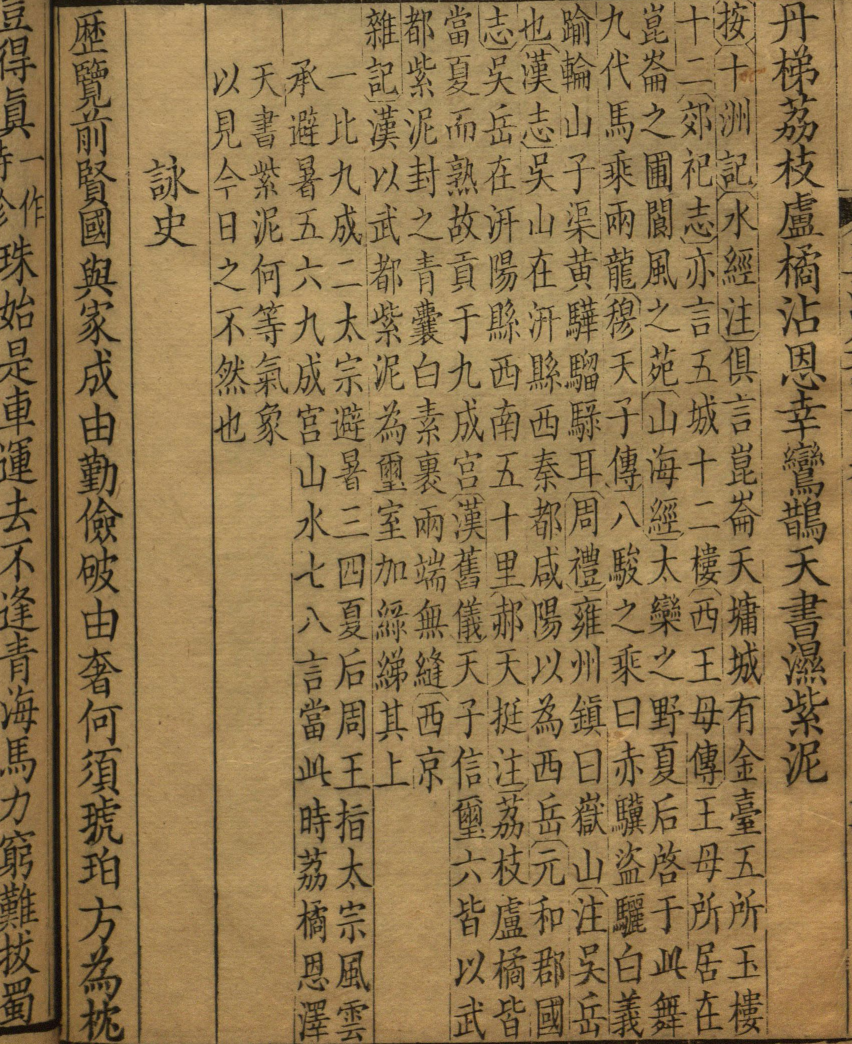 丹梯荔枝盧橘沾恩幸鸞鵲天書濕紫泥
按十洲記水經注俱言崑崙天墉城有金臺五所玉樓
十二郊祀志亦言五城十二樓西王母傳王母所居在
崑崙之圃閬風之苑山海經太欒之野夏后啓于此舞
九代馬乘兩龍穆天子傳八駿之乘曰赤驥盜驪白義
踰輪山子渠黃驊騮騄耳周禮雍州鎮曰嶽山注吳岳
也漢志吳山在汧縣西秦都咸陽以為西岳元和郡國
志吳岳在汧陽縣西南五十里郝天挺注荔枝盧橘皆
當夏而熟故貢于九成宮漢舊儀天子信璽六皆以武
都紫泥封之青囊白素裹兩端無縫西京
雜記漢以武都紫泥為璽室加綠綈其上
一比九成二太宗避暑三四夏后周王指太宗風雲
承避暑五六九成宮山水七八言當此時荔橘恩澤
天書紫泥何等氣象
以見今日之不然也
詠史
歷覽前賢國與家成由勤儉破由奢何須琥珀方為枕
豈得真一作待珍珠始是車運去不逢青海馬力窮難拔蜀